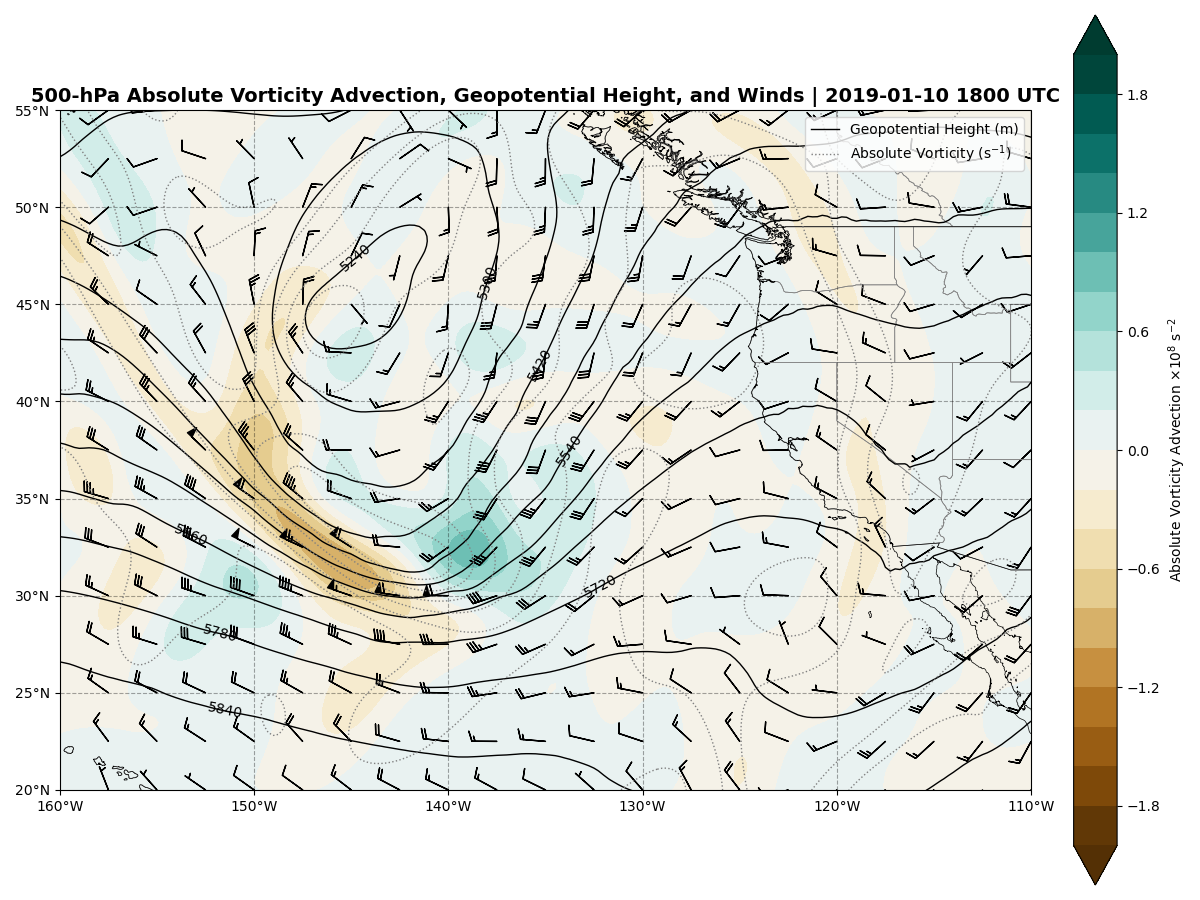 500-hPa Absolute Vorticity Advection, Geopotential Height, and Winds | 2019-01-10 1800 UTC
Geopotential Height (m)
Absolute Vorticity (s⁻¹)
55°N
50°N
45°N
40°N
35°N
30°N
25°N
20°N
160°W
150°W
140°W
130°W
120°W
110°W
5240
5300
5420
5540
5660
5720
5780
5840
1.8
1.2
0.6
0.0
−0.6
−1.2
−1.8
Absolute Vorticity Advection ×10⁸ s⁻²